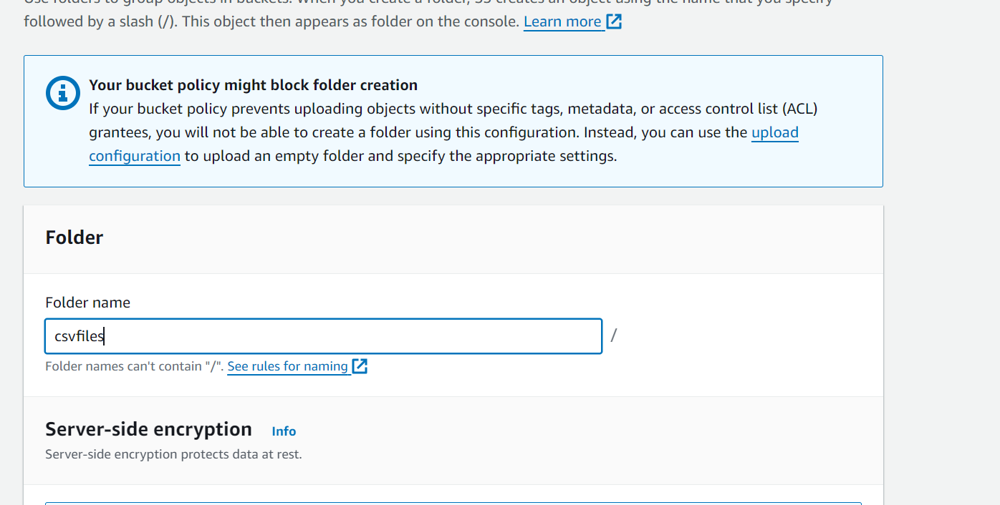 Use folders to group objects in buckets. When you create a folder, S3 creates an object using the name that you specify
followed by a slash (/). This object then appears as folder on the console. Learn more
Your bucket policy might block folder creation
If your bucket policy prevents uploading objects without specific tags, metadata, or access control list (ACL)
grantees, you will not be able to create a folder using this configuration. Instead, you can use the upload
configuration to upload an empty folder and specify the appropriate settings.
Folder
Folder name
csvfiles /
Folder names can't contain "/". See rules for naming
Server-side encryption Info
Server-side encryption protects data at rest.